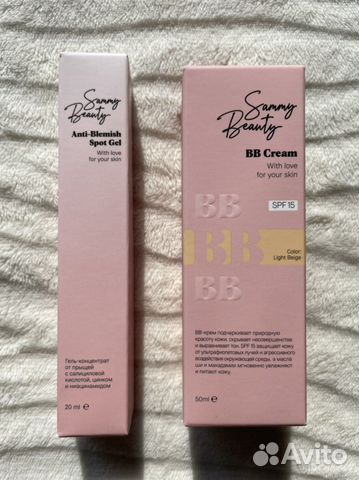 Sammy
Beauty
Anti-Blemish
Spot Gel
With love
for your skin
Гель-концентрат
от прыщей
с салициловой
кислотой, цинком
и ниацинамидом
20 ml e
Sammy
Beauty
BB Cream
With love
for your skin
BB
SPF 15
BB
Color:
Light Beige
BB
BB-крем подчеркивает природную
красоту кожи, скрывает несовершенства
и выравнивает тон. SPF 15 защищает кожу
от ультрафиолетовых лучей и агрессивного
воздействия окружающей среды, а масла
ши и макадамии мгновенно увлажняют
и питают кожу.
50ml e
Avito